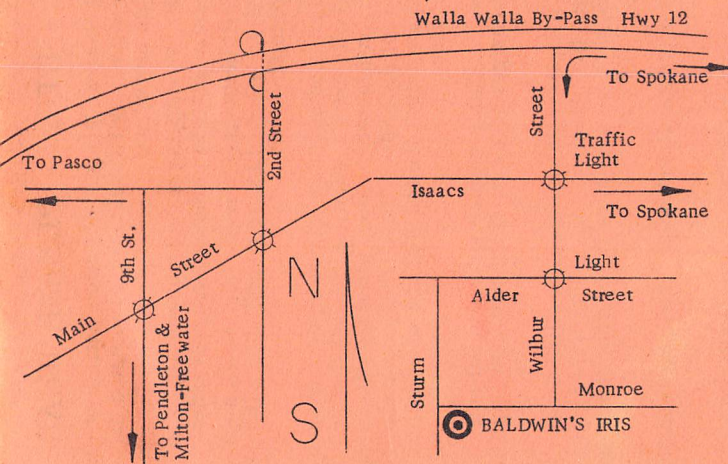 Walla Walla By-Pass Hwy 12
To Spokane
Street
Traffic
Light
2nd Street
To Pasco
Isaacs
To Spokane
9th St,
Main Street
N
Light
Alder Street
To Pendleton &
Milton-Freewater
Wilbur
Sturm
Monroe
S
BALDWIN'S IRIS